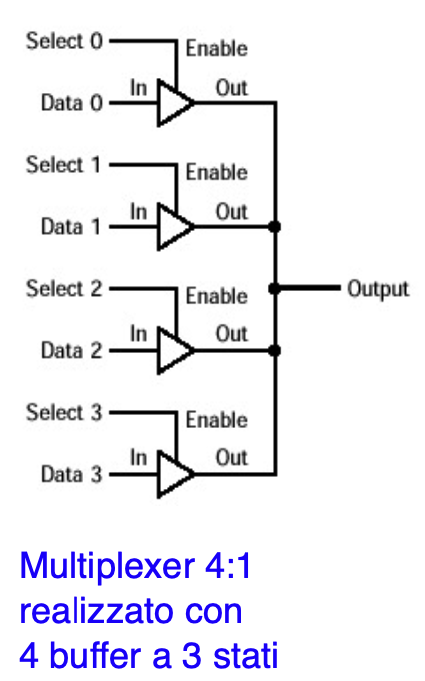 Select 0
Enable
In
Out
Data 0
Select 1
Enable
In
Out
Data 1
Select 2
Enable
Output
In
Out
Data 2
Select 3
Enable
In
Out
Data 3
Multiplexer 4:1
realizzato con
4 buffer a 3 stati